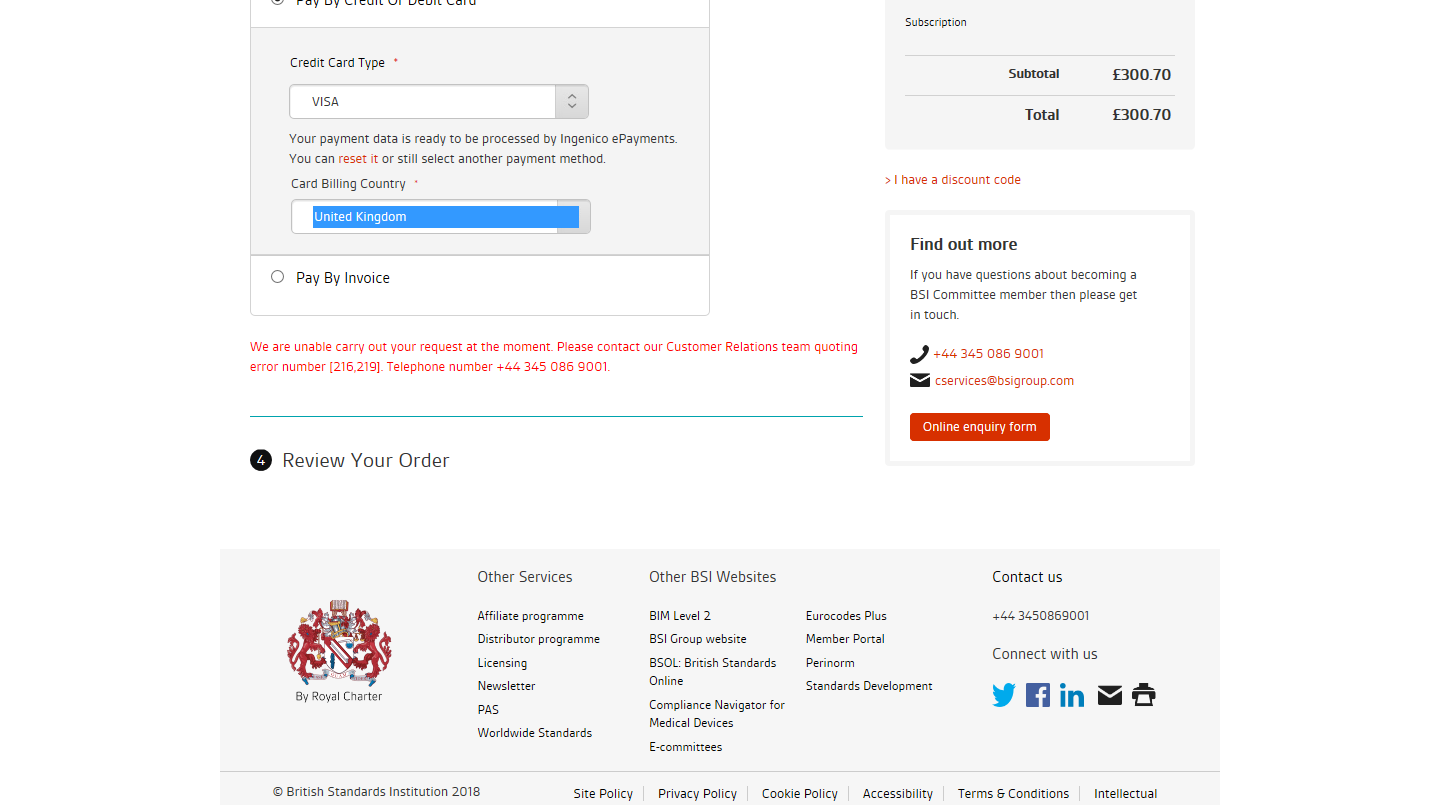 Pay By Credit Or Debit Card
Credit Card Type *
VISA
Your payment data is ready to be processed by Ingenico ePayments.
You can reset it or still select another payment method.
Card Billing Country *
United Kingdom
Pay By Invoice
We are unable carry out your request at the moment. Please contact our Customer Relations team quoting
error number [216,219]. Telephone number +44 345 086 9001.
4 Review Your Order
Subscription
Subtotal £300.70
Total £300.70
> I have a discount code
Find out more
If you have questions about becoming a
BSI Committee member then please get
in touch.
+44 345 086 9001
cservices@bsigroup.com
Online enquiry form
By Royal Charter
Other Services
Affiliate programme
Distributor programme
Licensing
Newsletter
PAS
Worldwide Standards
Other BSI Websites
BIM Level 2
BSI Group website
BSOL: British Standards
Online
Compliance Navigator for
Medical Devices
E-committees
Eurocodes Plus
Member Portal
Perinorm
Standards Development
Contact us
+44 3450869001
Connect with us
© British Standards Institution 2018
Site Policy
Privacy Policy
Cookie Policy
Accessibility
Terms & Conditions
Intellectual